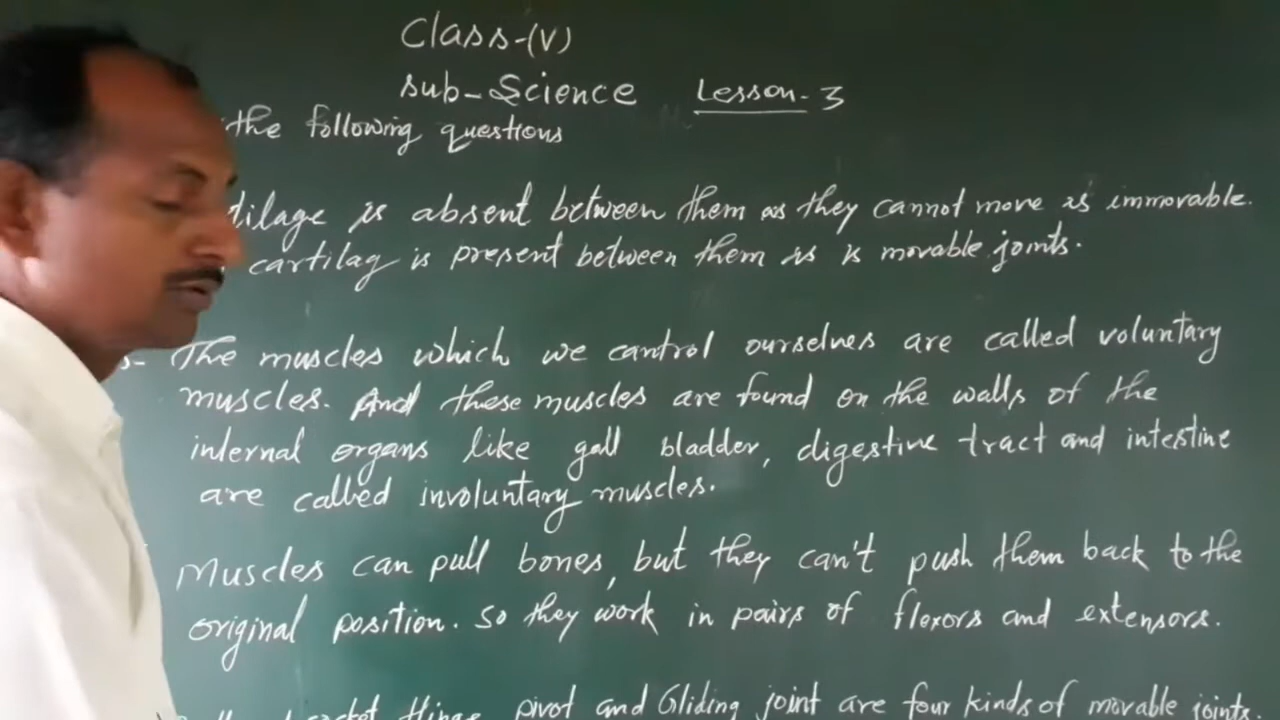 Class-(V)
Sub-Science Lesson-3
the following questions
tilage is absent between them as they cannot move is immovable.
cartilag is present between them is is movable joints.
s- The muscles which we cantrol ourselves are called voluntary
muscles. And these muscles are found on the walls of the
internal organs like gall bladder, digestive tract and intestine
are called involuntary muscles.
Muscles can pull bones, but they can't push them back to the
original position. So they work in pairs of flexors and extensors.
socket hinge pivot and Gliding joint are four kinds of movable joints.